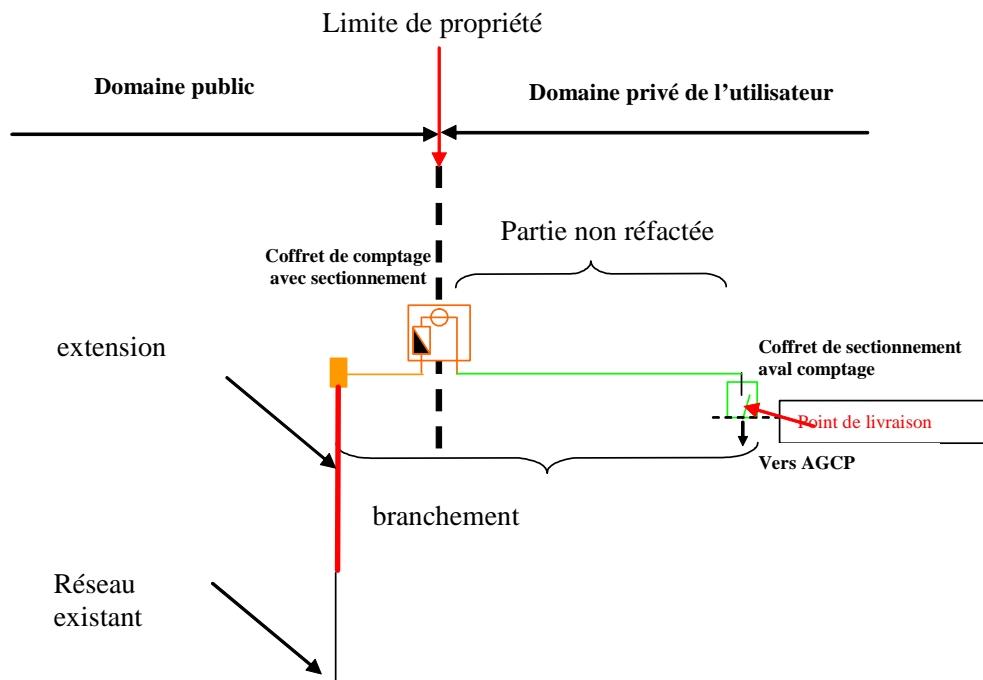 Limite de propriété
Domaine public
Domaine privé de l'utilisateur
Partie non réfactée
Coffret de comptage
avec sectionnement
extension
Coffret de sectionnement
aval comptage
Point de livraison
Vers AGCP
branchement
Réseau
existant